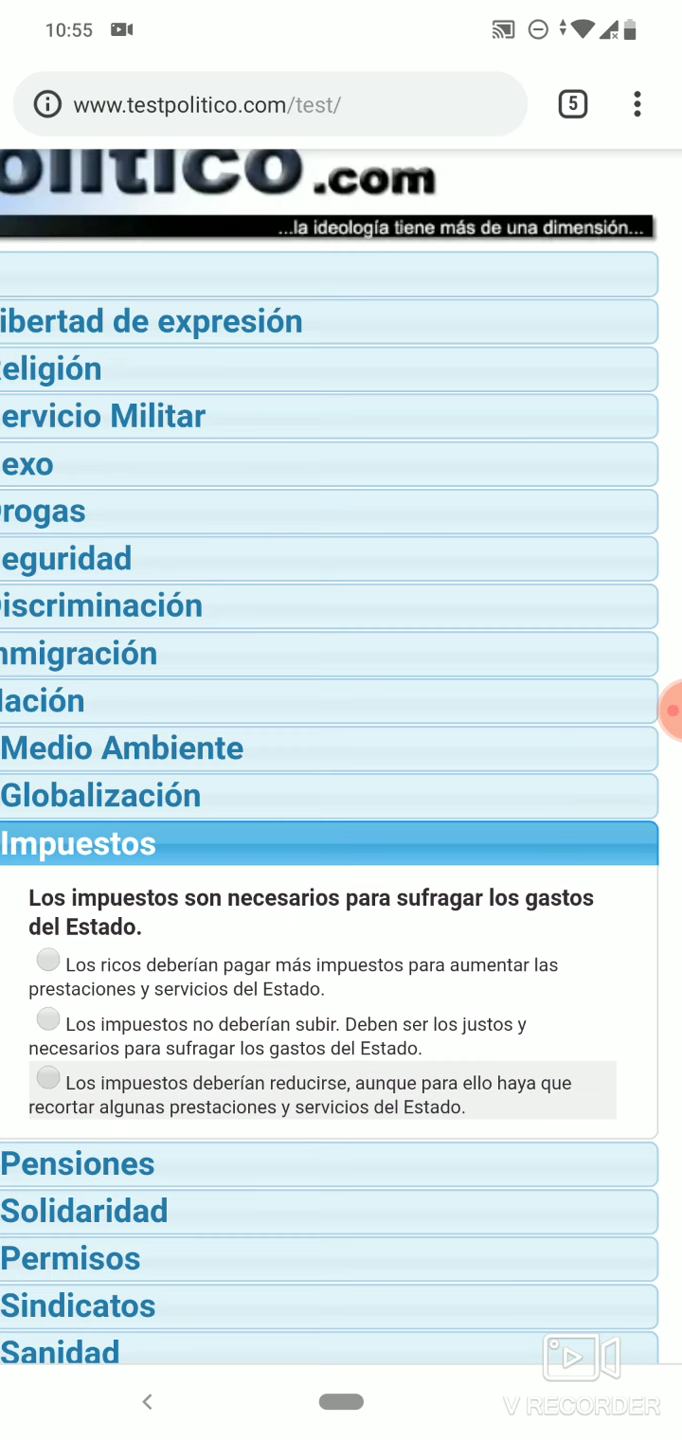 10:55
www.testpolitico.com/test/
5
olitico.com
...la ideología tiene más de una dimensión...
ibertad de expresión
eligión
ervicio Militar
exo
rogas
eguridad
iscriminación
nmigración
lación
Medio Ambiente
Globalización
Impuestos
Los impuestos son necesarios para sufragar los gastos
del Estado.
Los ricos deberían pagar más impuestos para aumentar las
prestaciones y servicios del Estado.
Los impuestos no deberían subir. Deben ser los justos y
necesarios para sufragar los gastos del Estado.
Los impuestos deberían reducirse, aunque para ello haya que
recortar algunas prestaciones y servicios del Estado.
Pensiones
Solidaridad
Permisos
Sindicatos
Sanidad
V RECORDER